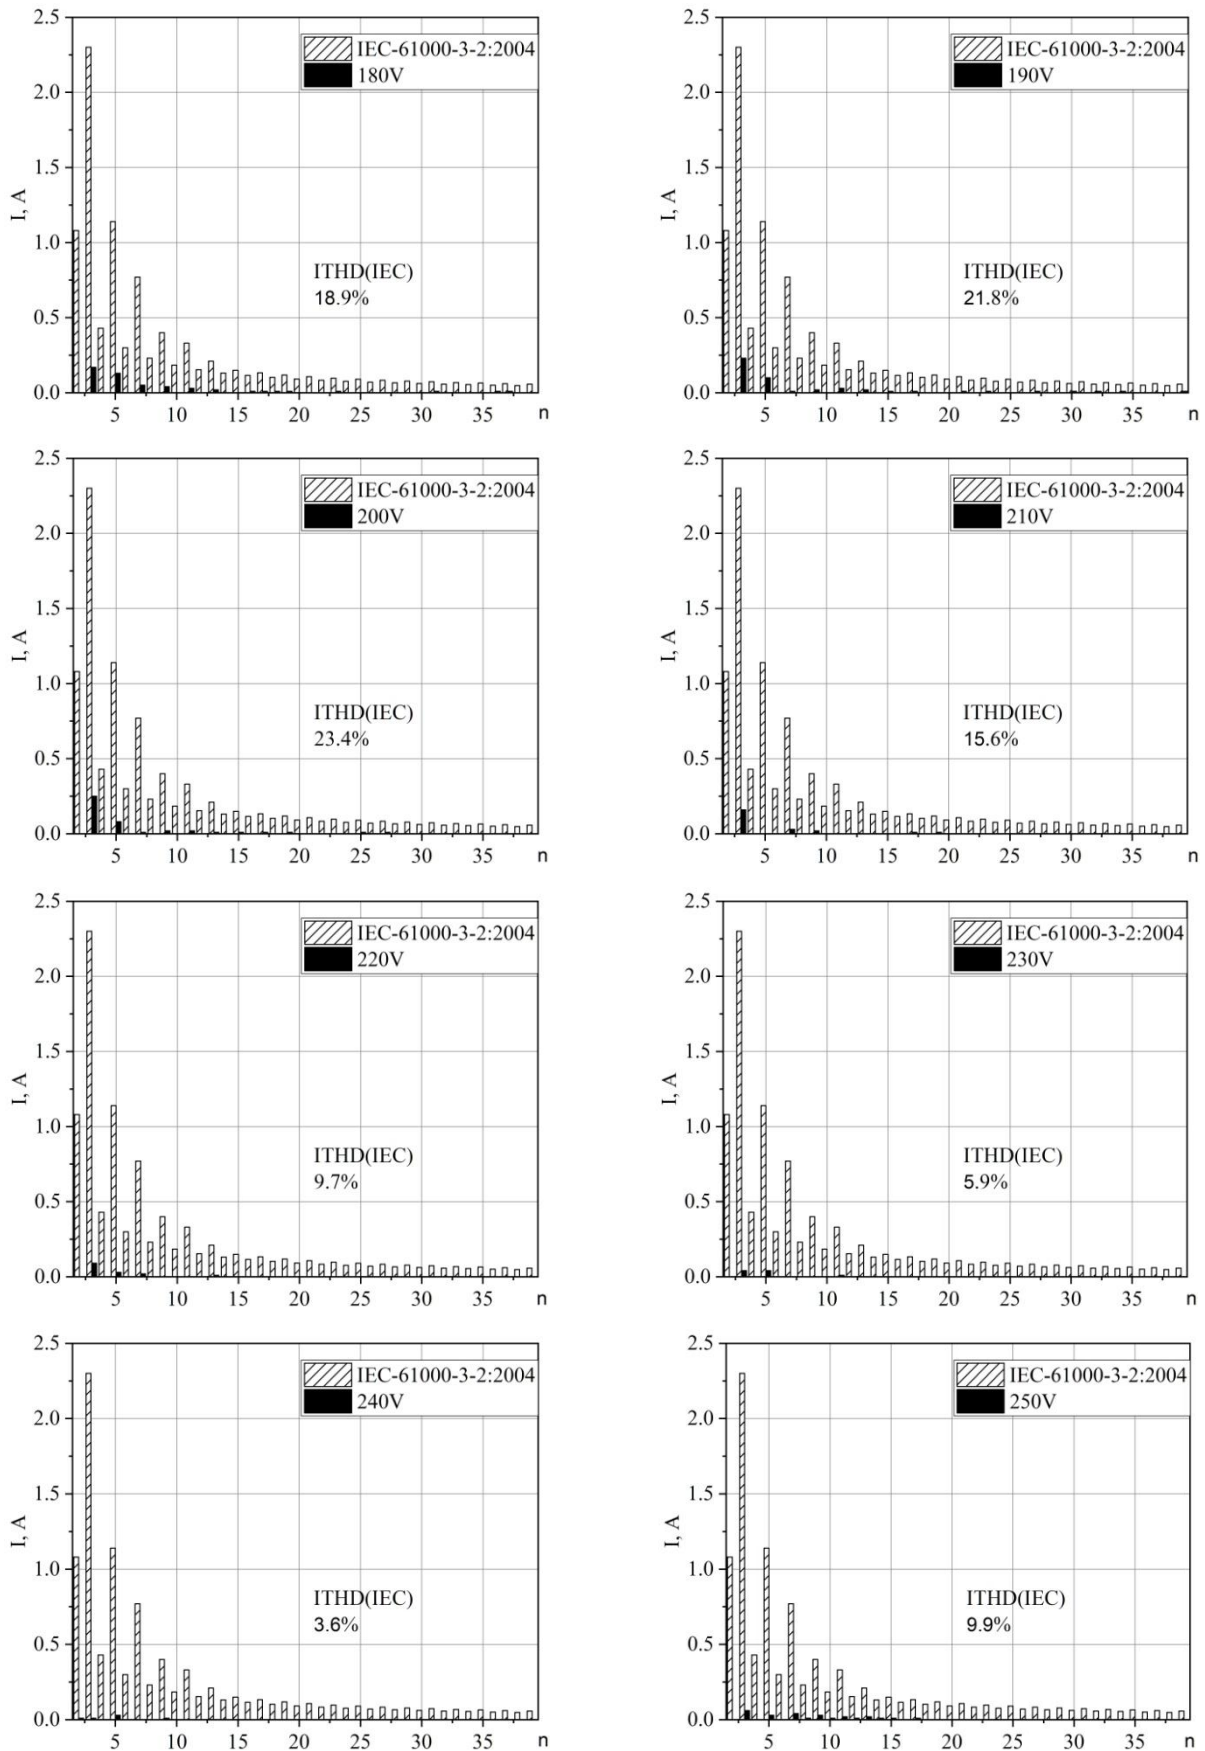 2.5
2.0
1.5
1.0
0.5
0.0
I, A
IEC-61000-3-2:2004
180V
ITHD(IEC)
18.9%
5 10 15 20 25 30 35 n
2.5
2.0
1.5
1.0
0.5
0.0
I, A
IEC-61000-3-2:2004
190V
ITHD(IEC)
21.8%
5 10 15 20 25 30 35 n
2.5
2.0
1.5
1.0
0.5
0.0
I, A
IEC-61000-3-2:2004
200V
ITHD(IEC)
23.4%
5 10 15 20 25 30 35 n
2.5
2.0
1.5
1.0
0.5
0.0
I, A
IEC-61000-3-2:2004
210V
ITHD(IEC)
15.6%
5 10 15 20 25 30 35 n
2.5
2.0
1.5
1.0
0.5
0.0
I, A
IEC-61000-3-2:2004
220V
ITHD(IEC)
9.7%
5 10 15 20 25 30 35 n
2.5
2.0
1.5
1.0
0.5
0.0
I, A
IEC-61000-3-2:2004
230V
ITHD(IEC)
5.9%
5 10 15 20 25 30 35 n
2.5
2.0
1.5
1.0
0.5
0.0
I, A
IEC-61000-3-2:2004
240V
ITHD(IEC)
3.6%
5 10 15 20 25 30 35 n
2.5
2.0
1.5
1.0
0.5
0.0
I, A
IEC-61000-3-2:2004
250V
ITHD(IEC)
9.9%
5 10 15 20 25 30 35 n